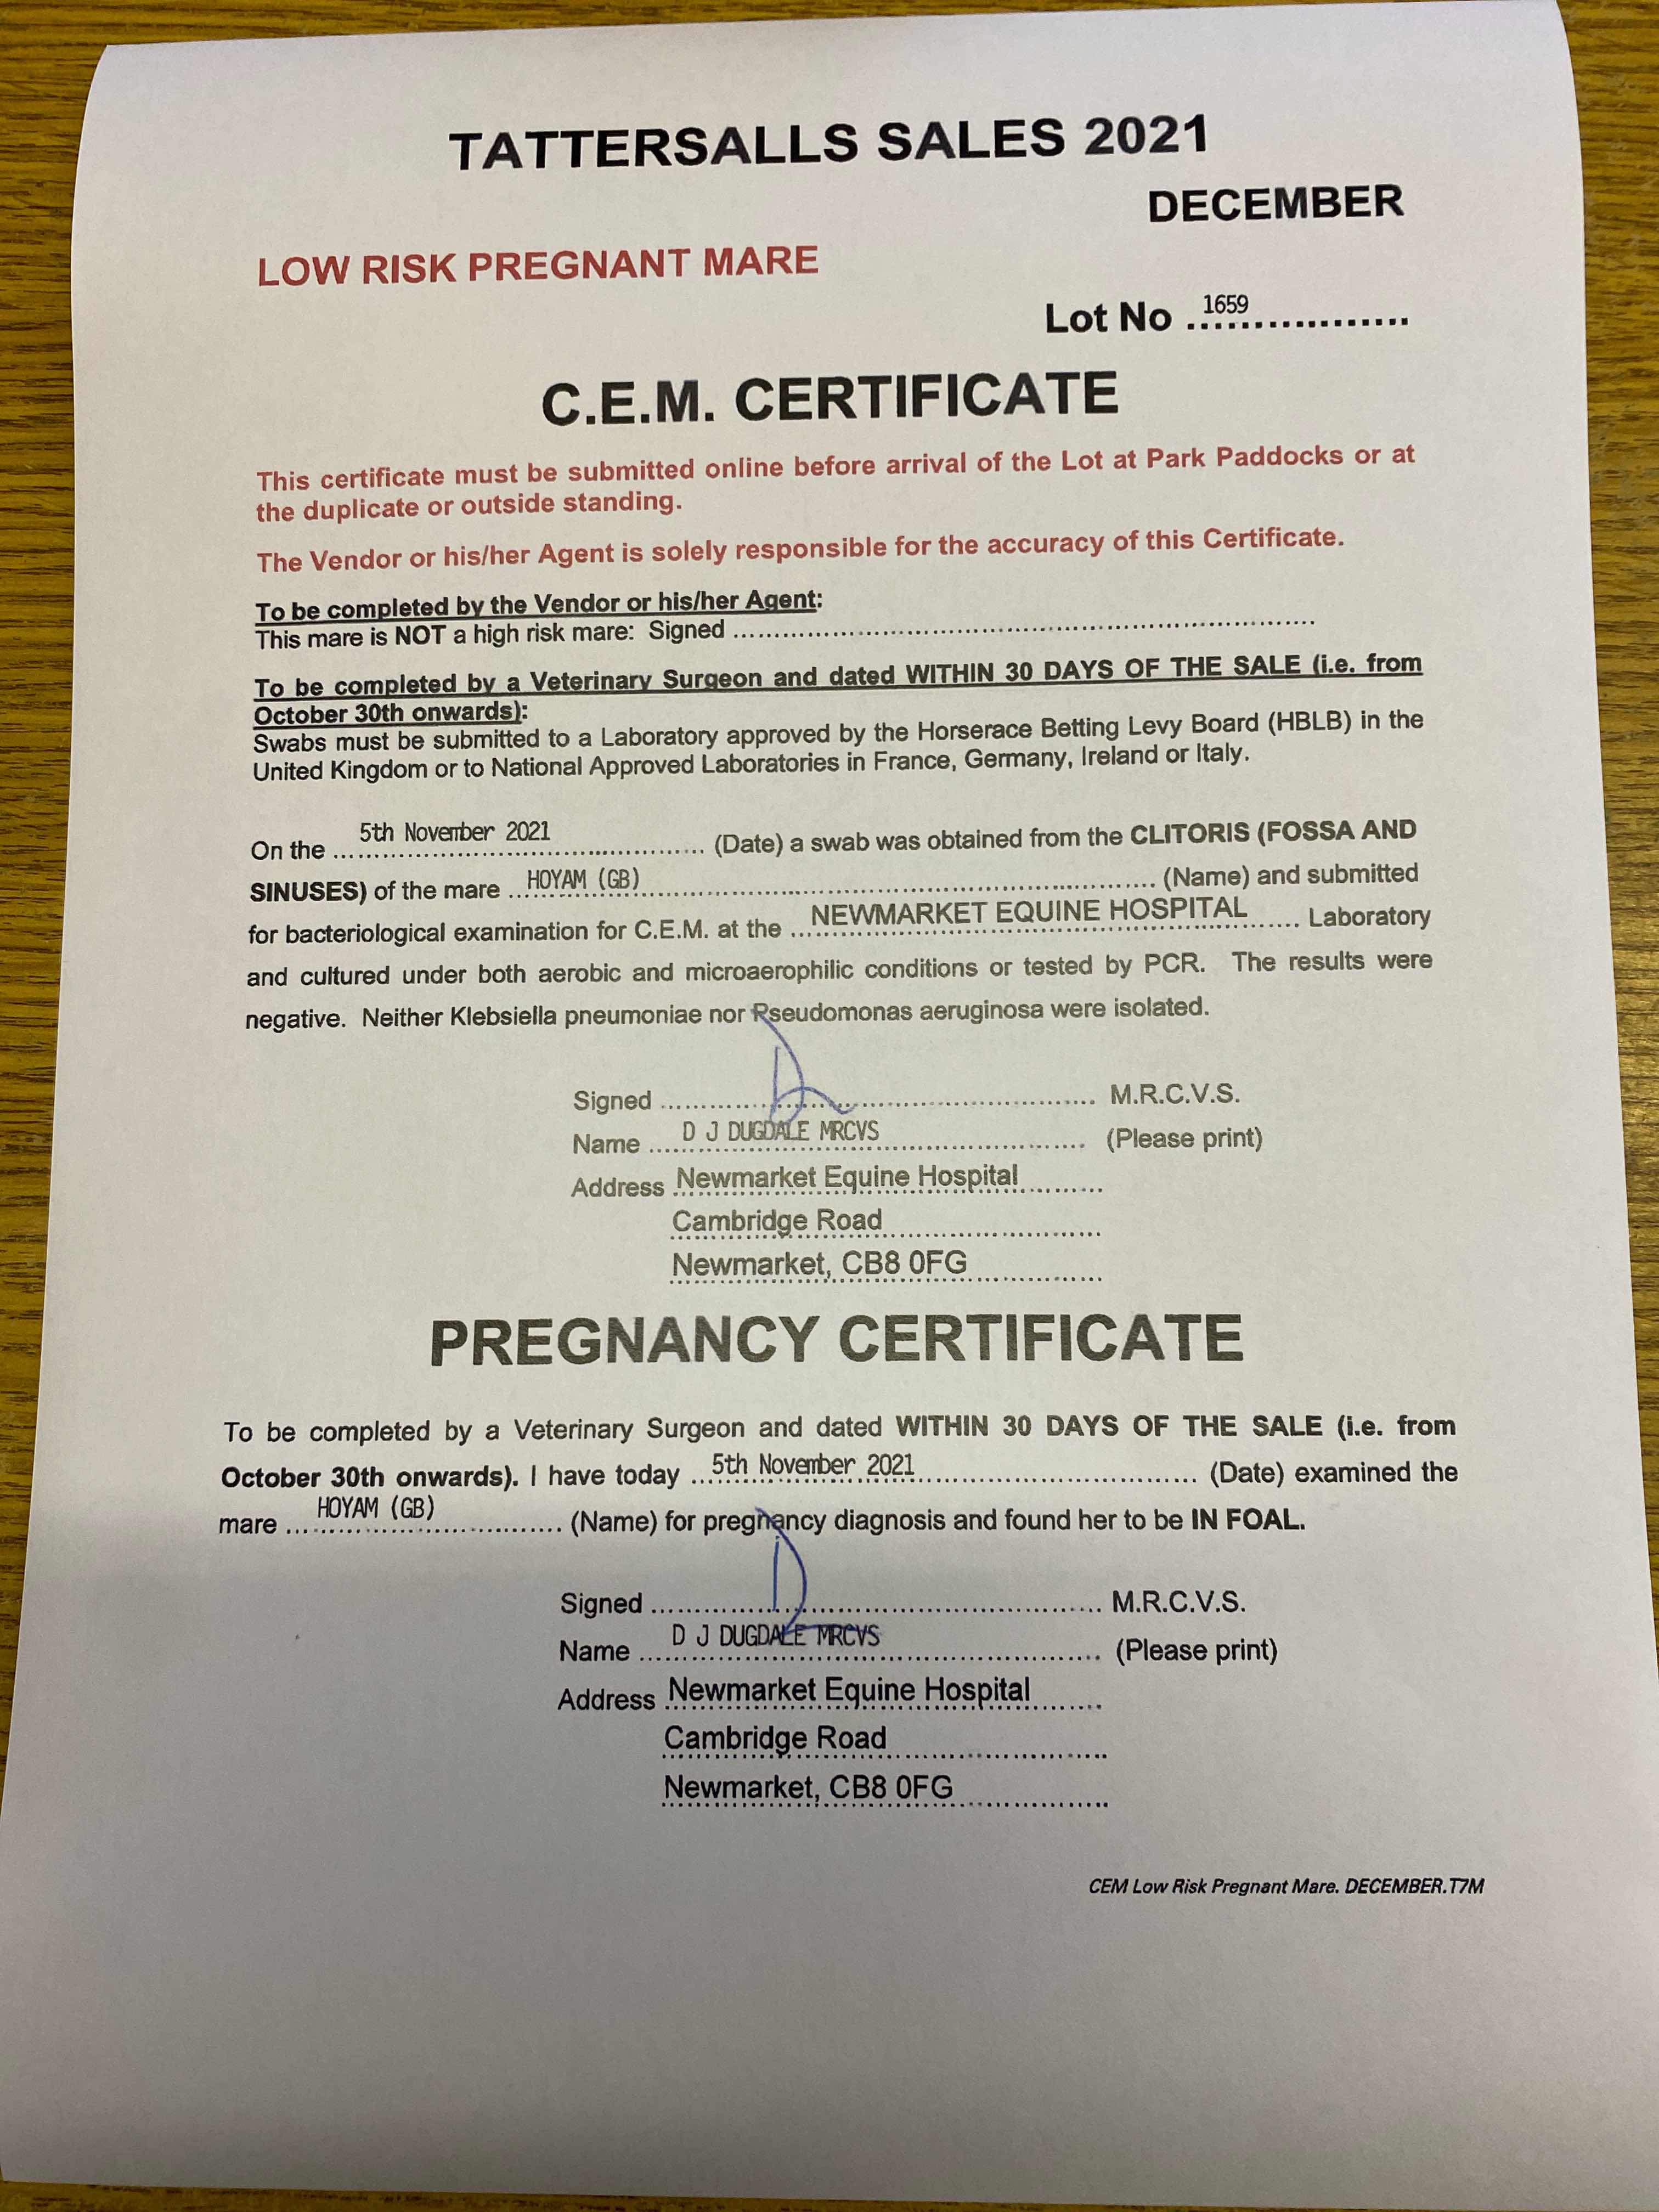 TATTERSALLS SALES 2021
DECEMBER
LOW RISK PREGNANT MARE
Lot No 1659
C.E.M. CERTIFICATE
This certificate must be submitted online before arrival of the Lot at Park Paddocks or at
the duplicate or outside standing.
The Vendor or his/her Agent is solely responsible for the accuracy of this Certificate.
To be completed by the Vendor or his/her Agent:
This mare is NOT a high risk mare: Signed
To be completed by a Veterinary Surgeon and dated WITHIN 30 DAYS OF THE SALE (i.e. from
October 30th onwards):
Swabs must be submitted to a Laboratory approved by the Horserace Betting Levy Board (HBLB) in the
United Kingdom or to National Approved Laboratories in France, Germany, Ireland or Italy.
On the 5th November 2021 (Date) a swab was obtained from the CLITORIS (FOSSA AND
SINUSES) of the mare HOYAM (GB) (Name) and submitted
for bacteriological examination for C.E.M. at the NEWMARKET EQUINE HOSPITAL Laboratory
and cultured under both aerobic and microaerophilic conditions or tested by PCR. The results were
negative. Neither Klebsiella pneumoniae nor Pseudomonas aeruginosa were isolated.
Signed M.R.C.V.S.
Name D J DUGDALE MRCVS (Please print)
Address Newmarket Equine Hospital
Cambridge Road
Newmarket, CB8 0FG
PREGNANCY CERTIFICATE
To be completed by a Veterinary Surgeon and dated WITHIN 30 DAYS OF THE SALE (i.e. from
October 30th onwards). I have today 5th November 2021 (Date) examined the
mare HOYAM (GB) (Name) for pregnancy diagnosis and found her to be IN FOAL.
Signed M.R.C.V.S.
Name D J DUGDALE MRCVS (Please print)
Address Newmarket Equine Hospital
Cambridge Road
Newmarket, CB8 0FG
CEM Low Risk Pregnant Mare. DECEMBER.T7M